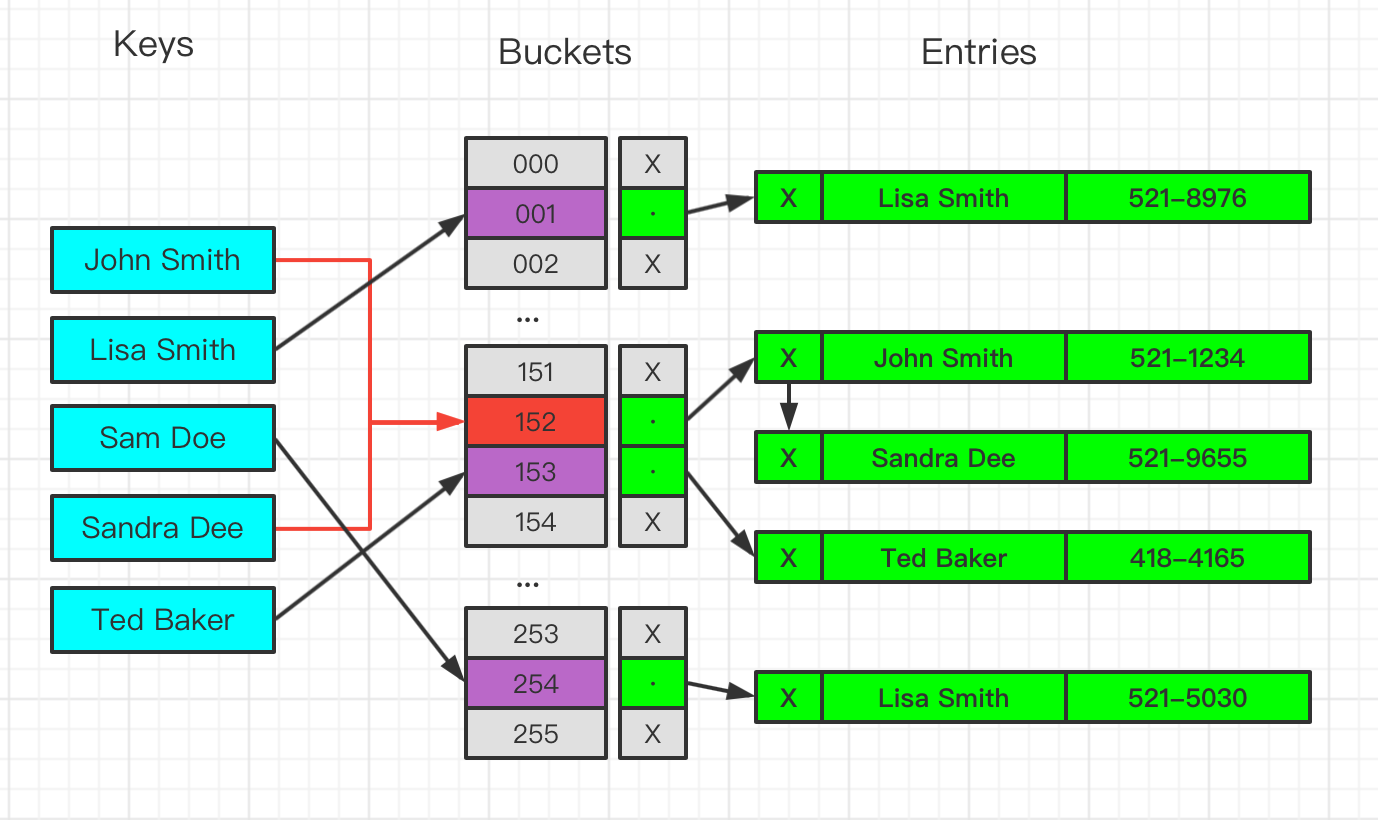 Keys
Buckets
Entries
John Smith
Lisa Smith
Sam Doe
Sandra Dee
Ted Baker
000 X
001 ·
002 X
...
151 X
152 ·
153 ·
154 X
...
253 X
254 ·
255 X
X Lisa Smith 521-8976
X John Smith 521-1234
X Sandra Dee 521-9655
X Ted Baker 418-4165
X Lisa Smith 521-5030